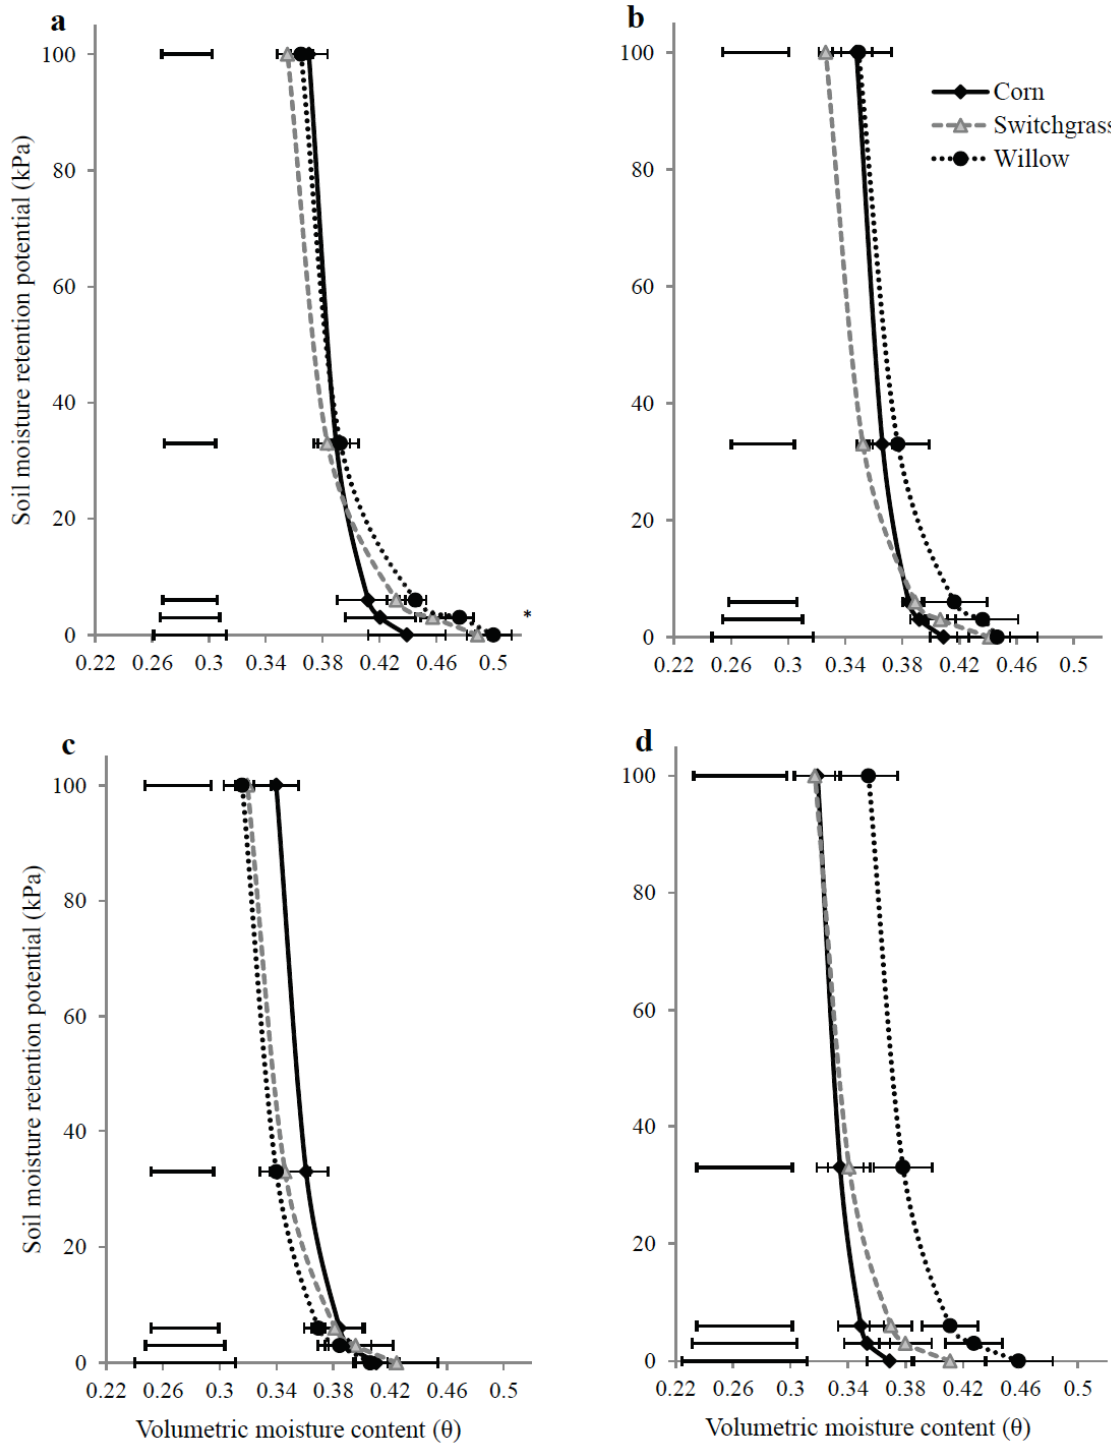 a
100
80
60
40
20
0
0.22 0.26 0.3 0.34 0.38 0.42 0.46 0.5
Soil moisture retention potential (kPa)
*
b
100
80
60
40
20
0
0.22 0.26 0.3 0.34 0.38 0.42 0.46 0.5
Corn
Switchgrass
Willow
c
100
80
60
40
20
0
0.22 0.26 0.3 0.34 0.38 0.42 0.46 0.5
Soil moisture retention potential (kPa)
Volumetric moisture content (θ)
d
100
80
60
40
20
0
0.22 0.26 0.3 0.34 0.38 0.42 0.46 0.5
Volumetric moisture content (θ)